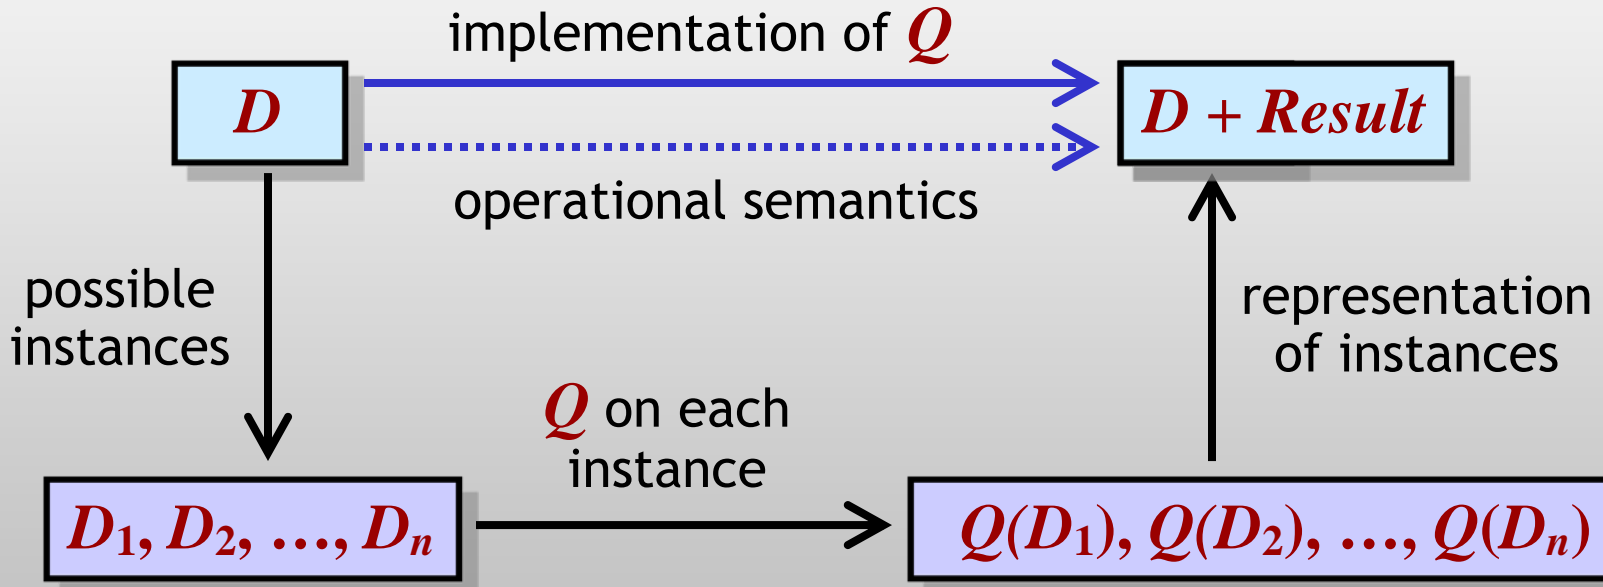 implementation of Q
D
D + Result
operational semantics
possible
instances
representation
of instances
Q on each
instance
D₁, D₂, …, Dₙ
Q(D₁), Q(D₂), …, Q(Dₙ)